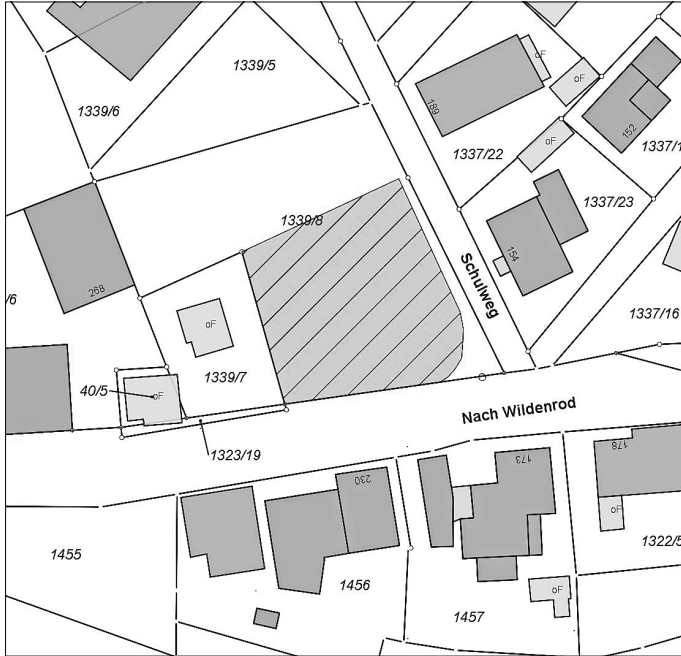 1339/5
oF
oF
1339/6
189
152
oF
1337/22
1337/1
1337/23
1339/8
154
Schulweg
268
/6
1337/16
oF
1339/7
40/5
oF
Nach Wildenrod
1323/19
173
178
230
oF
1322/5
1455
1456
oF
1457